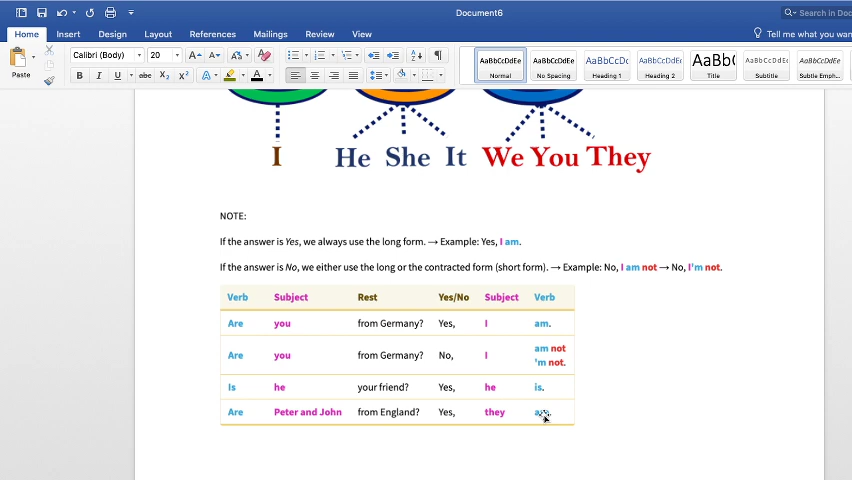 Document6
Search in Doc
Home Insert Design Layout References Mailings Review View Tell me what you wan
Paste Calibri (Body) 20 A A Aa
B I U abc X₂ X² A A
AaBbCcDdEe AaBbCcDdEe AaBbCcDc AaBbCcDdEe AaBb( AaBbCcDdEe AaBbCcDdEe
Normal No Spacing Heading 1 Heading 2 Title Subtitle Subtle Emph...
I He She It We You They
NOTE:
If the answer is Yes, we always use the long form. → Example: Yes, I am.
If the answer is No, we either use the long or the contracted form (short form). → Example: No, I am not → No, I'm not.
Verb Subject Rest Yes/No Subject Verb
Are you from Germany? Yes, I am.
Are you from Germany? No, I am not
'm not.
Is he your friend? Yes, he is.
Are Peter and John from England? Yes, they